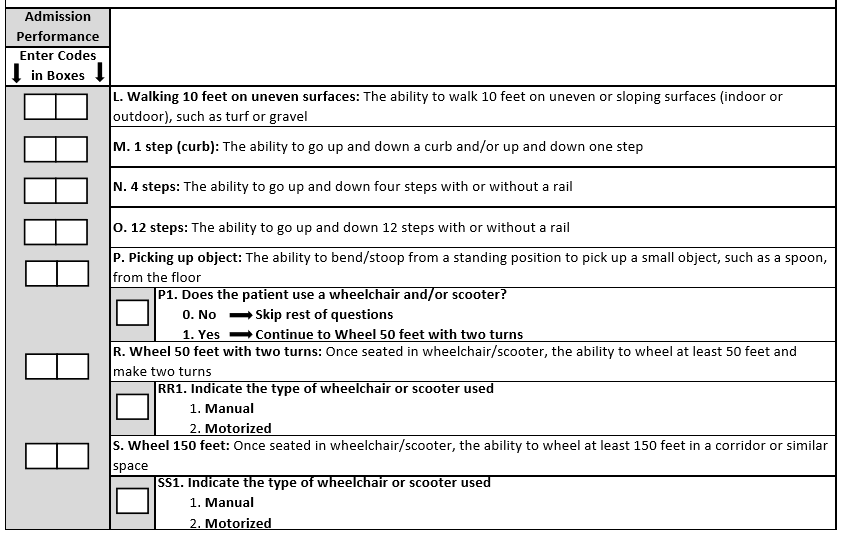 Admission
Performance
Enter Codes
in Boxes
L. Walking 10 feet on uneven surfaces: The ability to walk 10 feet on uneven or sloping surfaces (indoor or
outdoor), such as turf or gravel
M. 1 step (curb): The ability to go up and down a curb and/or up and down one step
N. 4 steps: The ability to go up and down four steps with or without a rail
O. 12 steps: The ability to go up and down 12 steps with or without a rail
P. Picking up object: The ability to bend/stoop from a standing position to pick up a small object, such as a spoon,
from the floor
P1. Does the patient use a wheelchair and/or scooter?
0. No ➡ Skip rest of questions
1. Yes ➡ Continue to Wheel 50 feet with two turns
R. Wheel 50 feet with two turns: Once seated in wheelchair/scooter, the ability to wheel at least 50 feet and
make two turns
RR1. Indicate the type of wheelchair or scooter used
1. Manual
2. Motorized
S. Wheel 150 feet: Once seated in wheelchair/scooter, the ability to wheel at least 150 feet in a corridor or similar
space
SS1. Indicate the type of wheelchair or scooter used
1. Manual
2. Motorized